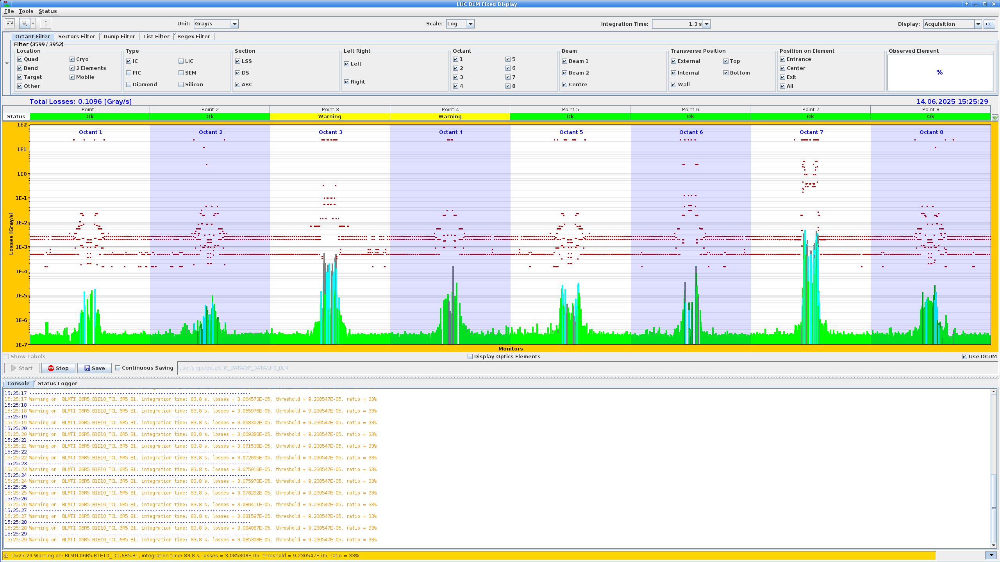 BL
LHC BLM Fixed Display
File Tools Status
Unit: Gray/s Scale: Log Integration Time: 1.3 s Display: Acquisition →REF
Octant Filter Sectors Filter Dump Filter List Filter Regex Filter
Filter (3599 / 3952)
Location Type Section Left Right Octant Beam Transverse Position Position on Element Observed Element
Quad Cryo IC LIC LSS Left 1 5 Beam 1 External Top Entrance
Bend 2 Elements FIC SEM DS 2 6 Beam 2 Internal Bottom Center %
Target Mobile 3 7 Exit
Other Diamond Silicon ARC Right 4 8 Centre Wall All
Total Losses: 0.1096 [Gray/s] 14.06.2025 15:25:29
Point 1 Point 2 Point 3 Point 4 Point 5 Point 6 Point 7 Point 8
Status Ok Ok Warning Warning Ok Ok Ok Ok
1E2
Octant 1 Octant 2 Octant 3 Octant 4 Octant 5 Octant 6 Octant 7 Octant 8
1E1
1E0
1E-1
1E-2
1E-3
1E-4
1E-5
1E-6
1E-7
Losses [Gray/s]
Monitors
Show Labels Display Optics Elements Use DCUM
Start STOP Stop Save Continuous Saving /user/slops/data/LHC_DATA/OP_DATA/LHC_BLM
Console Status Logger
15:25:17 --------------------------------------------------------------------------------
15:25:17 Warning on: BLMTI.06R5.B1E10_TCL.6R5.B1, integration time: 83.8 s, losses = 3.064573E-05, threshold = 9.230547E-05, ratio = 33%
15:25:18 --------------------------------------------------------------------------------
15:25:18 Warning on: BLMTI.06R5.B1E10_TCL.6R5.B1, integration time: 83.8 s, losses = 3.065976E-05, threshold = 9.230547E-05, ratio = 33%
15:25:19 --------------------------------------------------------------------------------
15:25:19 Warning on: BLMTI.06R5.B1E10_TCL.6R5.B1, integration time: 83.8 s, losses = 3.068302E-05, threshold = 9.230547E-05, ratio = 33%
15:25:20 --------------------------------------------------------------------------------
15:25:20 Warning on: BLMTI.06R5.B1E10_TCL.6R5.B1, integration time: 83.8 s, losses = 3.069380E-05, threshold = 9.230547E-05, ratio = 33%
15:25:21 --------------------------------------------------------------------------------
15:25:21 Warning on: BLMTI.06R5.B1E10_TCL.6R5.B1, integration time: 83.8 s, losses = 3.071538E-05, threshold = 9.230547E-05, ratio = 33%
15:25:22 --------------------------------------------------------------------------------
15:25:22 Warning on: BLMTI.06R5.B1E10_TCL.6R5.B1, integration time: 83.8 s, losses = 3.072695E-05, threshold = 9.230547E-05, ratio = 33%
15:25:23 --------------------------------------------------------------------------------
15:25:23 Warning on: BLMTI.06R5.B1E10_TCL.6R5.B1, integration time: 83.8 s, losses = 3.075016E-05, threshold = 9.230547E-05, ratio = 33%
15:25:24 --------------------------------------------------------------------------------
15:25:24 Warning on: BLMTI.06R5.B1E10_TCL.6R5.B1, integration time: 83.8 s, losses = 3.075970E-05, threshold = 9.230547E-05, ratio = 33%
15:25:25 --------------------------------------------------------------------------------
15:25:25 Warning on: BLMTI.06R5.B1E10_TCL.6R5.B1, integration time: 83.8 s, losses = 3.078292E-05, threshold = 9.230547E-05, ratio = 33%
15:25:26 --------------------------------------------------------------------------------
15:25:26 Warning on: BLMTI.06R5.B1E10_TCL.6R5.B1, integration time: 83.8 s, losses = 3.080411E-05, threshold = 9.230547E-05, ratio = 33%
15:25:27 --------------------------------------------------------------------------------
15:25:27 Warning on: BLMTI.06R5.B1E10_TCL.6R5.B1, integration time: 83.8 s, losses = 3.081597E-05, threshold = 9.230547E-05, ratio = 33%
15:25:28 --------------------------------------------------------------------------------
15:25:28 Warning on: BLMTI.06R5.B1E10_TCL.6R5.B1, integration time: 83.8 s, losses = 3.084087E-05, threshold = 9.230547E-05, ratio = 33%
15:25:29 --------------------------------------------------------------------------------
15:25:29 Warning on: BLMTI.06R5.B1E10_TCL.6R5.B1, integration time: 83.8 s, losses = 3.085308E-05, threshold = 9.230547E-05, ratio = 33%
15:25:29 Warning on: BLMTI.06R5.B1E10_TCL.6R5.B1, integration time: 83.8 s, losses = 3.085308E-05, threshold = 9.230547E-05, ratio = 33%